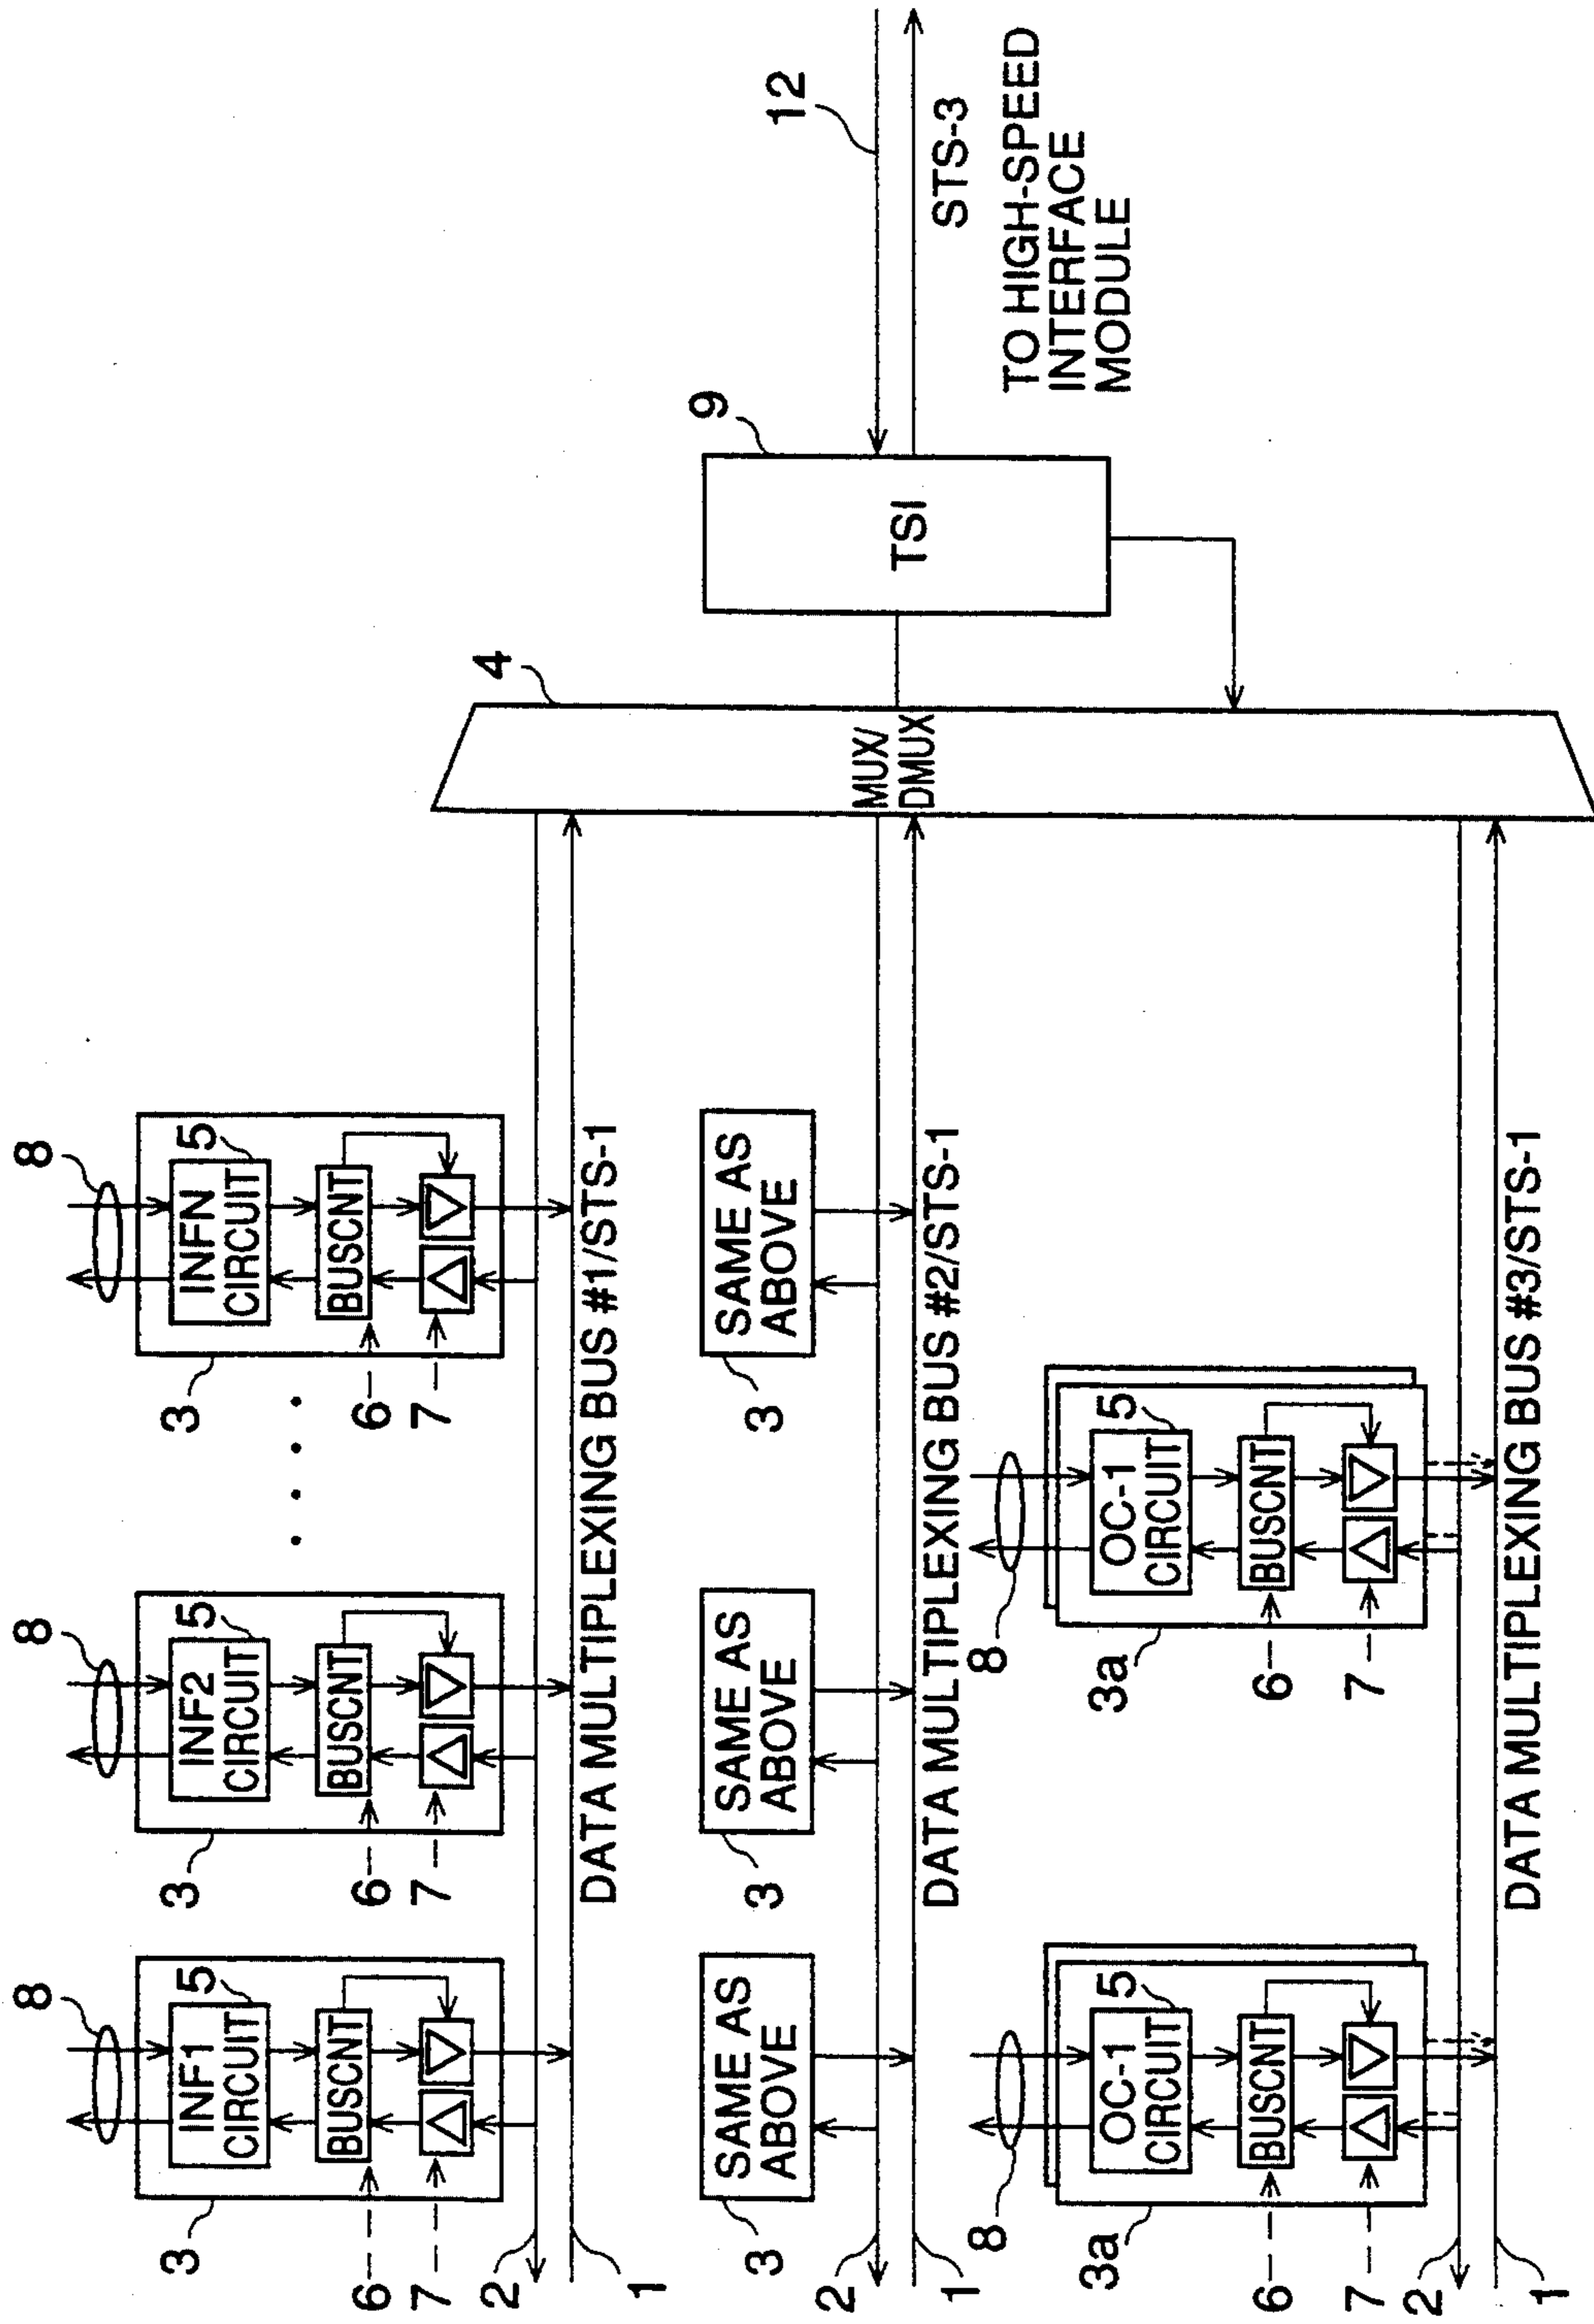 8
8
8
3
INF1
CIRCUIT
5
BUSCNT
6
7
3
INF2
CIRCUIT
5
BUSCNT
6
7
3
INFN
CIRCUIT
5
BUSCNT
6
7
2
1
DATA MULTIPLEXING BUS #1/STS-1
SAME AS
ABOVE
3
SAME AS
ABOVE
3
SAME AS
ABOVE
3
2
1
DATA MULTIPLEXING BUS #2/STS-1
8
3a
OC-1
CIRCUIT
5
BUSCNT
6
7
8
3a
OC-1
CIRCUIT
5
BUSCNT
6
7
2
1
DATA MULTIPLEXING BUS #3/STS-1
4
MUX/
DMUX
9
TSI
12
STS-3
TO HIGH-SPEED
INTERFACE
MODULE